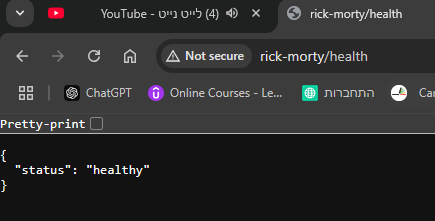 (4) לייט נייט - YouTube
rick-morty/health
Not secure
rick-morty/health
ChatGPT
Online Courses - Le...
התחברות
Car
Pretty-print
{
"status": "healthy"
}